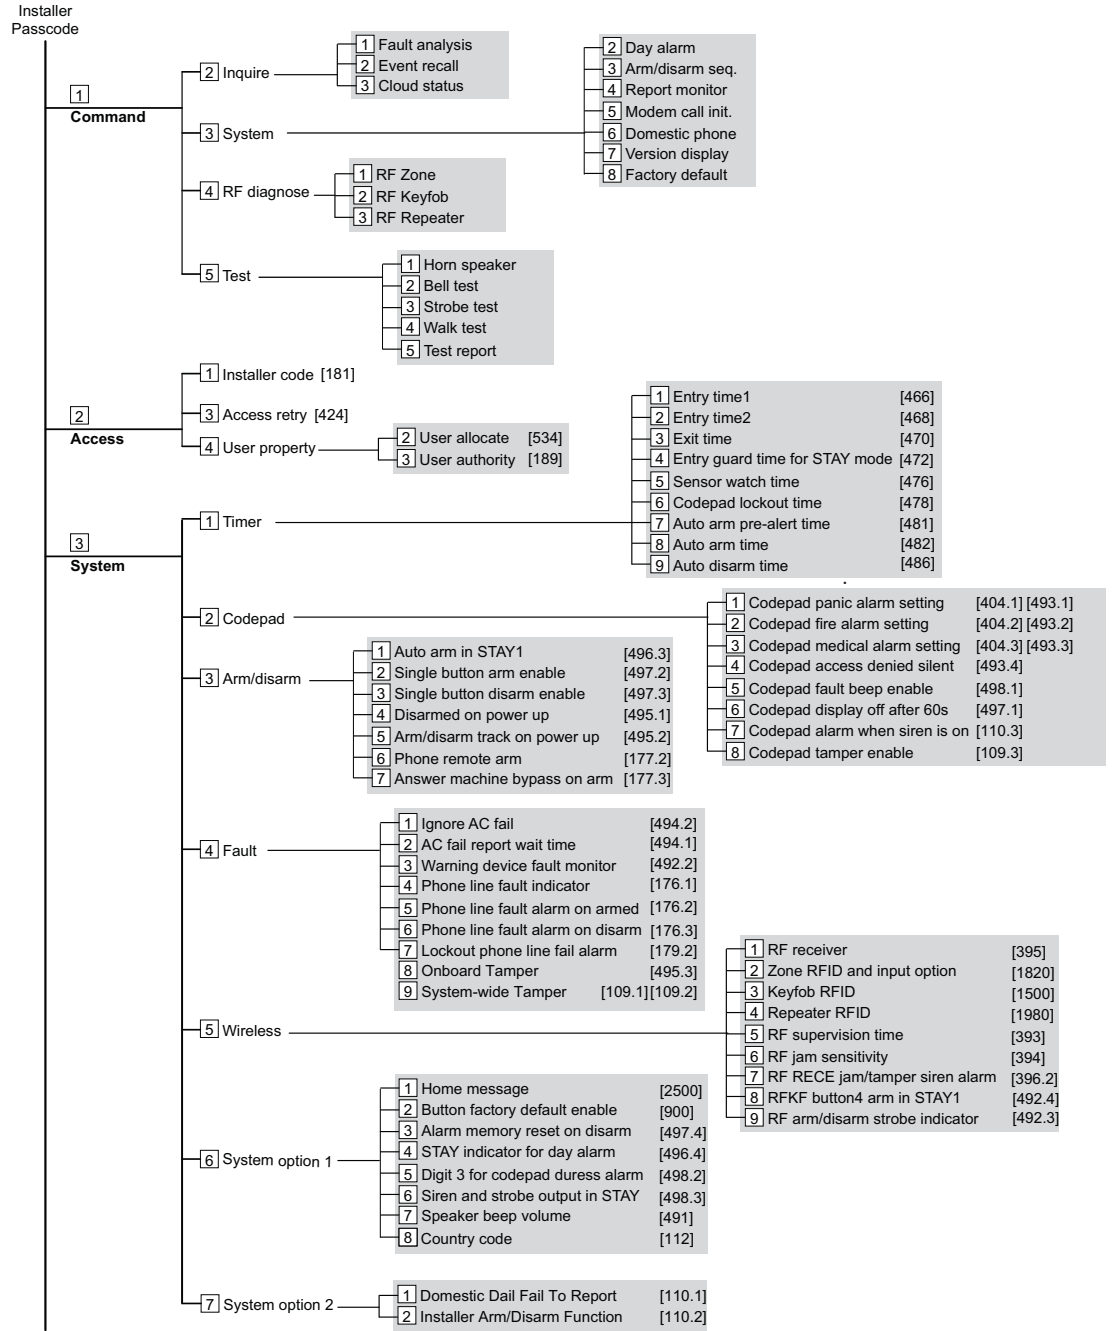 Installer
Passcode
1
Command
2 Inquire
1 Fault analysis
2 Event recall
3 Cloud status
3 System
2 Day alarm
3 Arm/disarm seq.
4 Report monitor
5 Modem call init.
6 Domestic phone
7 Version display
8 Factory default
4 RF diagnose
1 RF Zone
2 RF Keyfob
3 RF Repeater
5 Test
1 Horn speaker
2 Bell test
3 Strobe test
4 Walk test
5 Test report
2
Access
1 Installer code [181]
3 Access retry [424]
4 User property
2 User allocate [534]
3 User authority [189]
3
System
1 Timer
1 Entry time1 [466]
2 Entry time2 [468]
3 Exit time [470]
4 Entry guard time for STAY mode [472]
5 Sensor watch time [476]
6 Codepad lockout time [478]
7 Auto arm pre-alert time [481]
8 Auto arm time [482]
9 Auto disarm time [486]
2 Codepad
1 Codepad panic alarm setting [404.1] [493.1]
2 Codepad fire alarm setting [404.2] [493.2]
3 Codepad medical alarm setting [404.3] [493.3]
4 Codepad access denied silent [493.4]
5 Codepad fault beep enable [498.1]
6 Codepad display off after 60s [497.1]
7 Codepad alarm when siren is on [110.3]
8 Codepad tamper enable [109.3]
3 Arm/disarm
1 Auto arm in STAY1 [496.3]
2 Single button arm enable [497.2]
3 Single button disarm enable [497.3]
4 Disarmed on power up [495.1]
5 Arm/disarm track on power up [495.2]
6 Phone remote arm [177.2]
7 Answer machine bypass on arm [177.3]
4 Fault
1 Ignore AC fail [494.2]
2 AC fail report wait time [494.1]
3 Warning device fault monitor [492.2]
4 Phone line fault indicator [176.1]
5 Phone line fault alarm on armed [176.2]
6 Phone line fault alarm on disarm [176.3]
7 Lockout phone line fail alarm [179.2]
8 Onboard Tamper [495.3]
9 System-wide Tamper [109.1][109.2]
5 Wireless
1 RF receiver [395]
2 Zone RFID and input option [1820]
3 Keyfob RFID [1500]
4 Repeater RFID [1980]
5 RF supervision time [393]
6 RF jam sensitivity [394]
7 RF RECE jam/tamper siren alarm [396.2]
8 RFKF button4 arm in STAY1 [492.4]
9 RF arm/disarm strobe indicator [492.3]
6 System option 1
1 Home message [2500]
2 Button factory default enable [900]
3 Alarm memory reset on disarm [497.4]
4 STAY indicator for day alarm [496.4]
5 Digit 3 for codepad duress alarm [498.2]
6 Siren and strobe output in STAY [498.3]
7 Speaker beep volume [491]
8 Country code [112]
7 System option 2
1 Domestic Dail Fail To Report [110.1]
2 Installer Arm/Disarm Function [110.2]